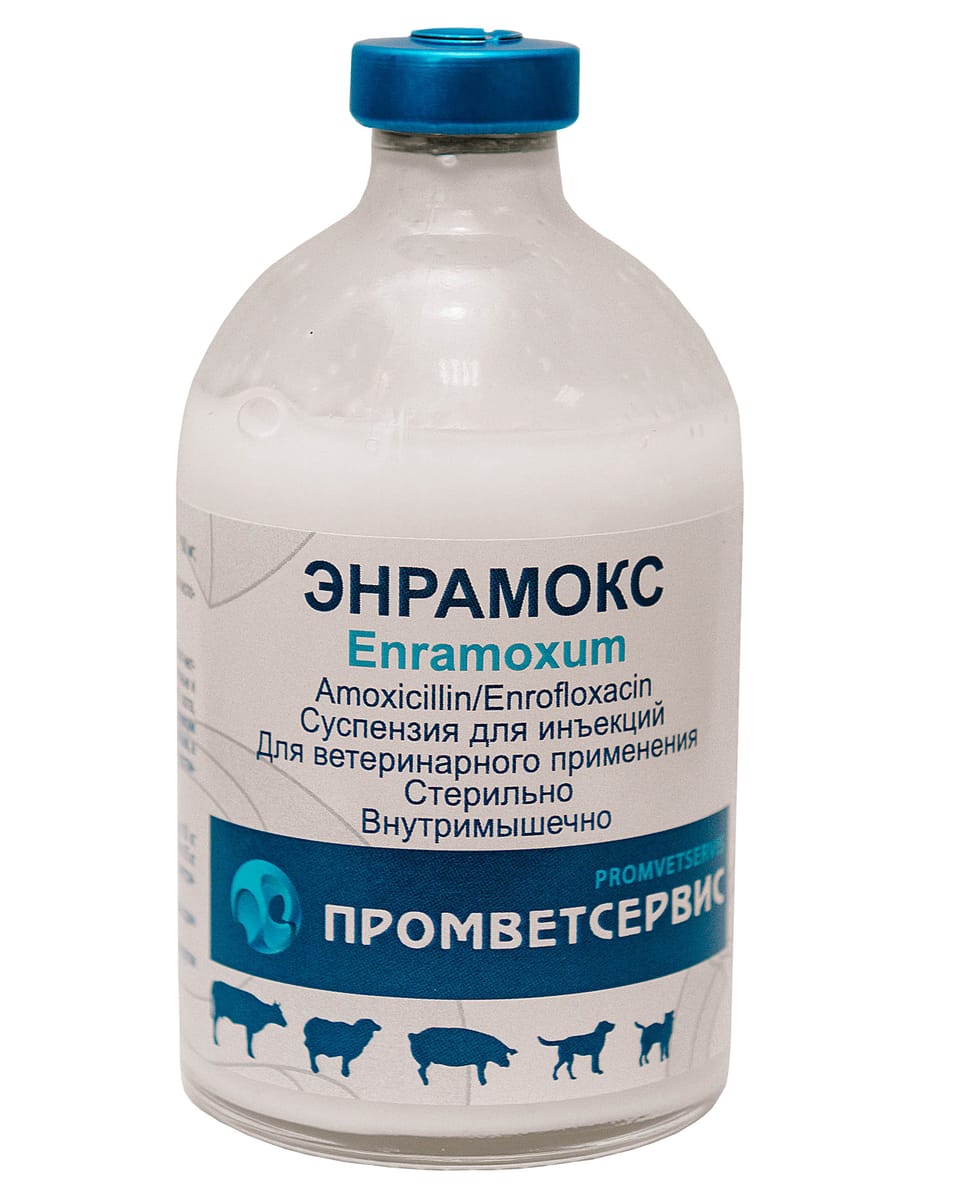 ЭНРАМОКС
Enramoxum
Amoxicillin/Enrofloxacin
Суспензия для инъекций
Для ветеринарного применения
Стерильно
Внутримышечно
PROMVETSERVIS
ПРОМВЕТСЕРВИС